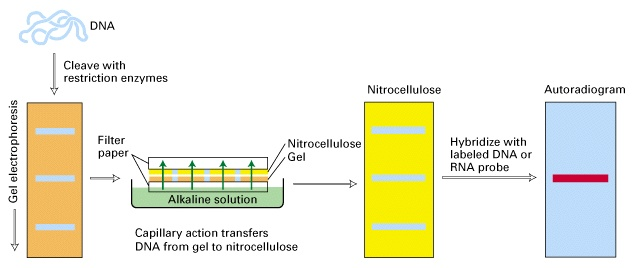 DNA
Cleave with
restriction enzymes
Gel electrophoresis
Filter
paper
Nitrocellulose
Gel
Alkaline solution
Capillary action transfers
DNA from gel to nitrocellulose
Nitrocellulose
Hybridize with
labeled DNA or
RNA probe
Autoradiogram